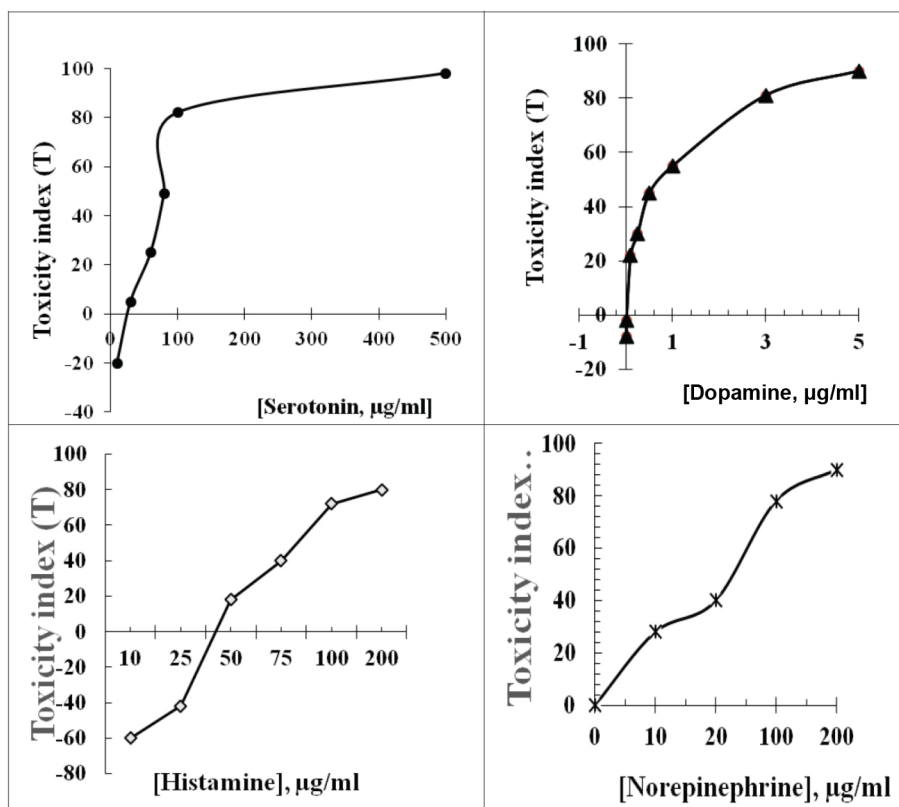 Toxicity index (T)
100
80
60
40
20
0
-20
-40
0 100 200 300 400 500
[Serotonin, µg/ml]
Toxicity index (T)
100
80
60
40
20
0
-20
-1 1 3 5
[Dopamine, µg/ml]
Toxicity index (T)
100
80
60
40
20
0
-20
-40
-60
-80
10 25 50 75 100 200
[Histamine], µg/ml
Toxicity index..
100
80
60
40
20
0
0 10 20 100 200
[Norepinephrine], µg/ml